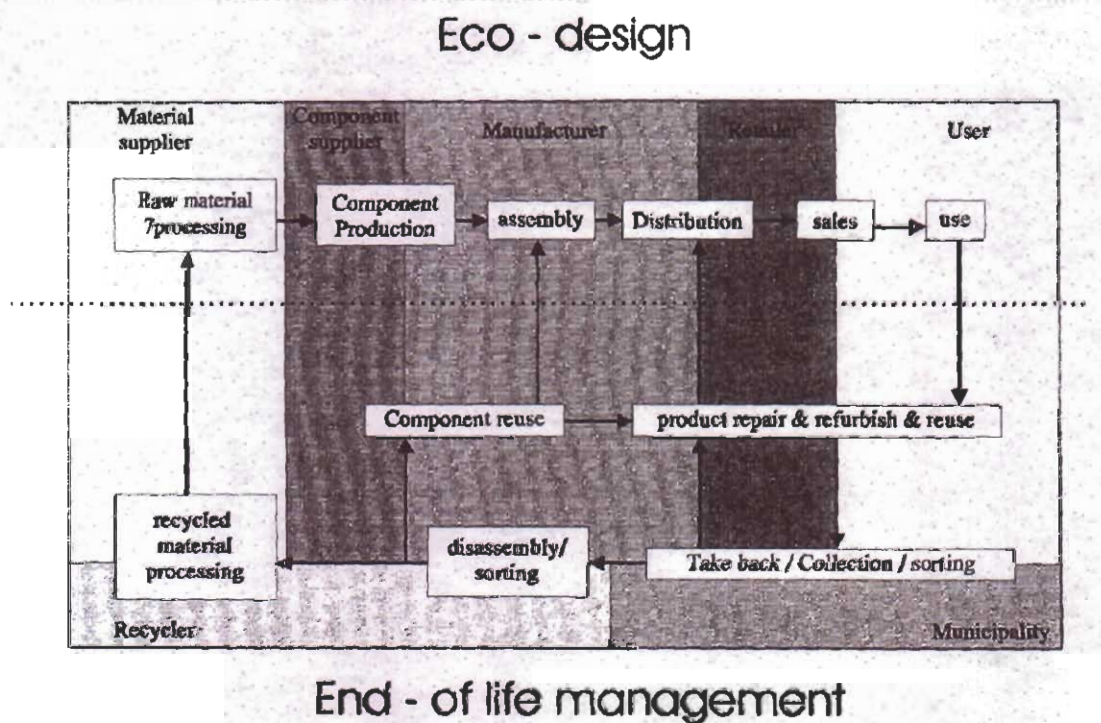 Eco - design
Material
supplier
Component
supplier
Manufacturer
Retailer
User
Raw material
7processing
Component
Production
assembly
Distribution
sales
use
Component reuse
product repair & refurbish & reuse
recycled
material
processing
disassembly/
sorting
Take back / Collection / sorting
Recycler
Municipality
End - of life management